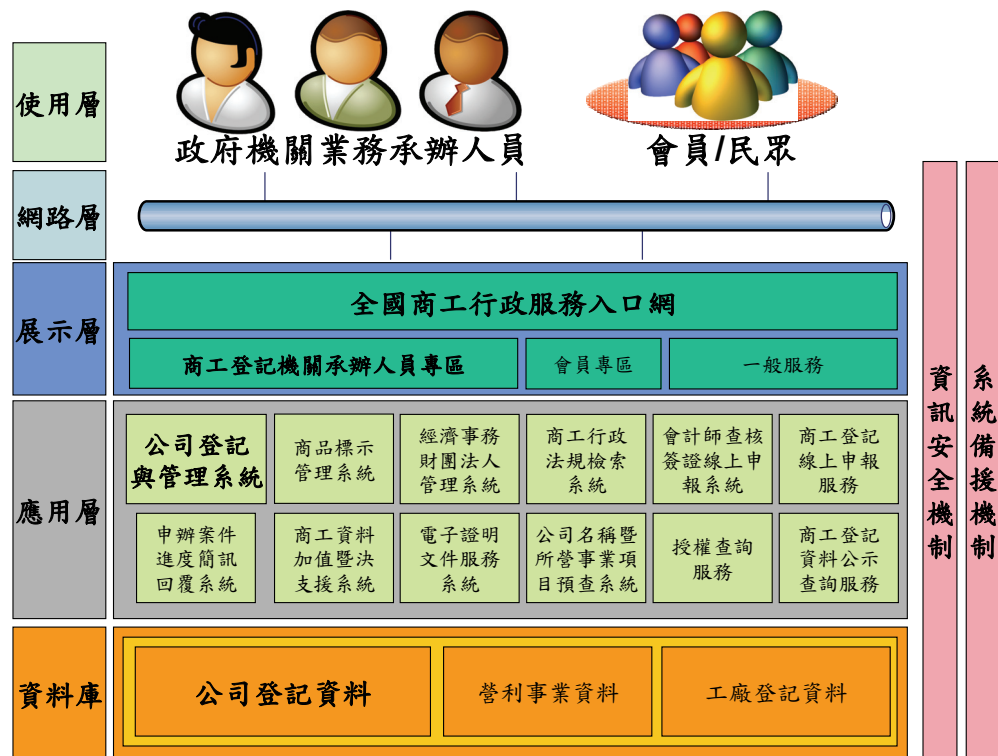 使用層
政府機關業務承辦人員
會員/民眾
網路層
展示層
全國商工行政服務入口網
商工登記機關承辦人員專區
會員專區
一般服務
應用層
公司登記
與管理系統
商品標示
管理系統
經濟事務
財團法人
管理系統
商工行政
法規檢索
系統
會計師查核
簽證線上申
報系統
商工登記
線上申報
服務
申辦案件
進度簡訊
回覆系統
商工資料
加值暨決
支援系統
電子證明
文件服務
系統
公司名稱暨
所營事業項
目預查系統
授權查詢
服務
商工登記
資料公示
查詢服務
資料庫
公司登記資料
營利事業資料
工廠登記資料
資訊安全機制
系統備援機制